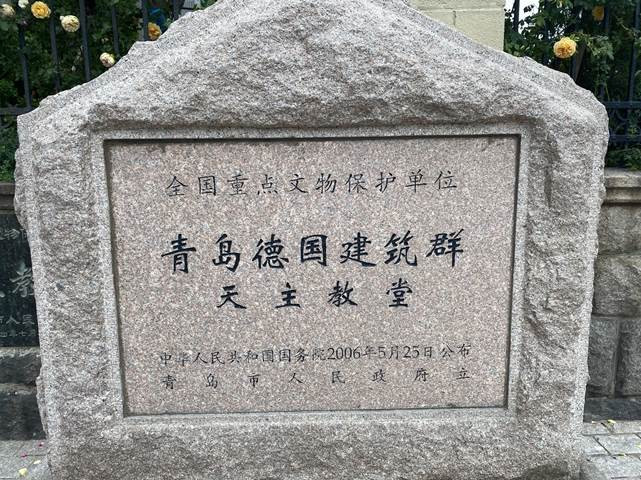 全国重点文物保护单位
青岛德国建筑群
天主教堂
中华人民共和国国务院2006年5月25日公布
青岛市人民政府立